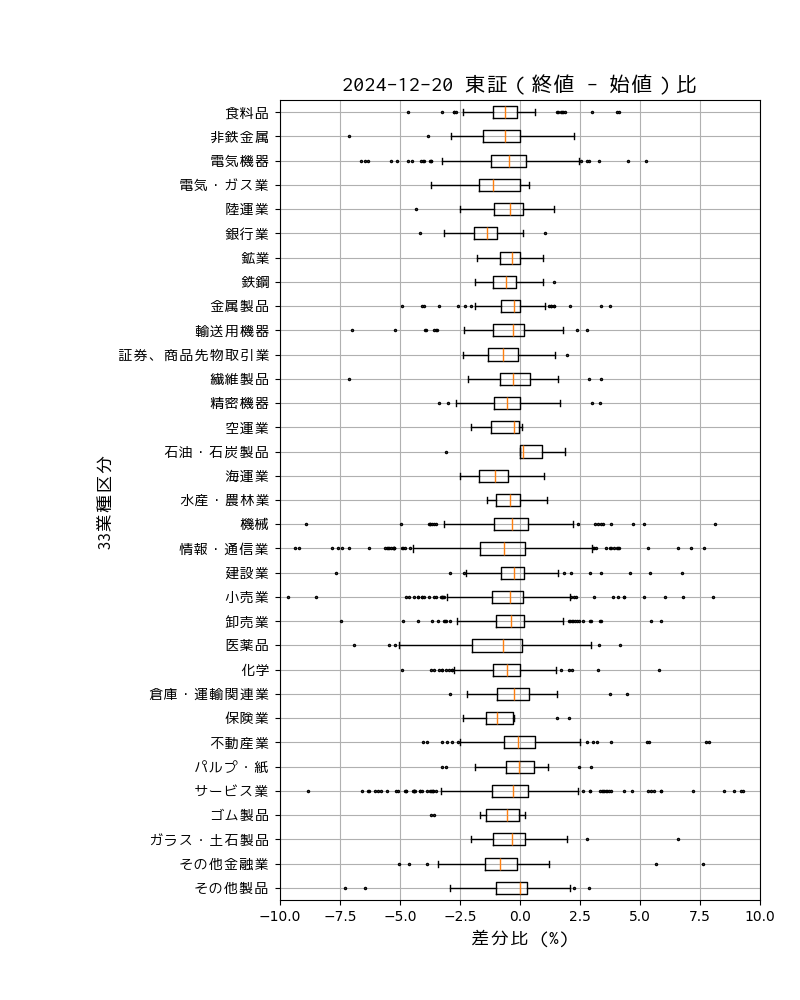 2024-12-20 東証 ( 終値 - 始値 ) 比
食料品
非鉄金属
電気機器
電気・ガス業
陸運業
銀行業
鉱業
鉄鋼
金属製品
輸送用機器
証券、商品先物取引業
繊維製品
精密機器
空運業
石油・石炭製品
海運業
水産・農林業
機械
情報・通信業
建設業
小売業
卸売業
医薬品
化学
倉庫・運輸関連業
保険業
不動産業
パルプ・紙
サービス業
ゴム製品
ガラス・土石製品
その他金融業
その他製品
33業種区分
−10.0 −7.5 −5.0 −2.5 0.0 2.5 5.0 7.5 10.0
差分比 (%)